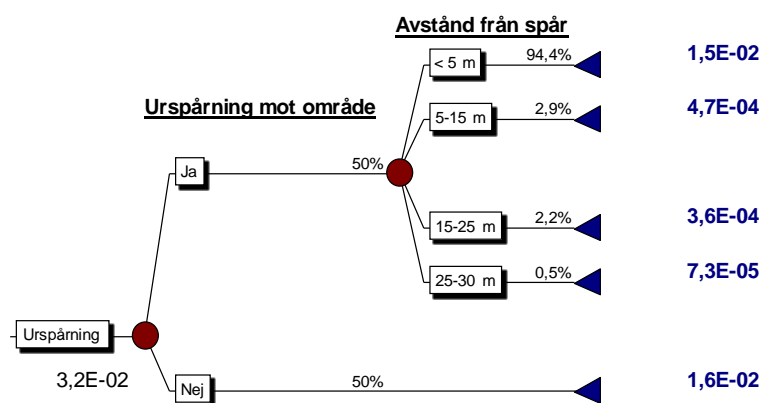 Avstånd från spår
< 5 m 94,4% 1,5E-02
Urspårning mot område
5-15 m 2,9% 4,7E-04
Ja 50%
15-25 m 2,2% 3,6E-04
25-30 m 0,5% 7,3E-05
Urspårning
3,2E-02
Nej 50% 1,6E-02